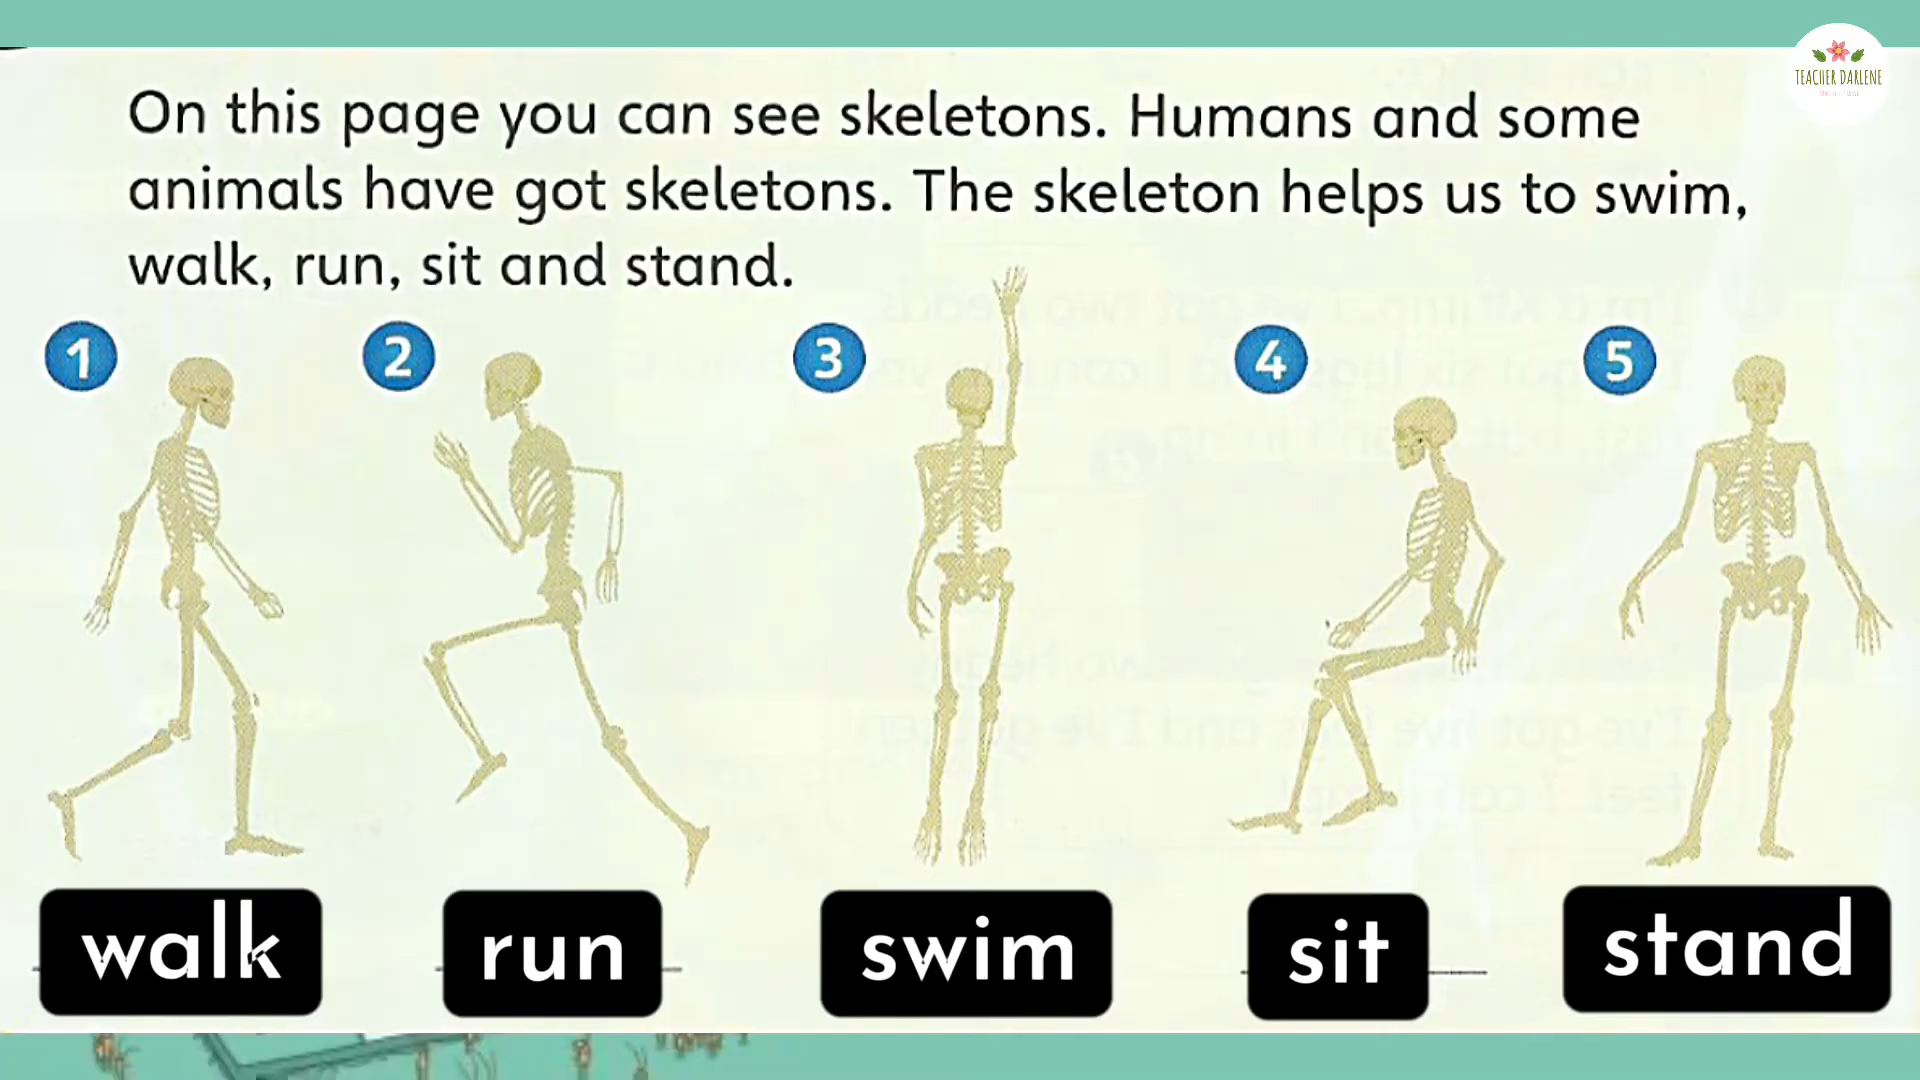 TEACHER DARLENE
On this page you can see skeletons. Humans and some
animals have got skeletons. The skeleton helps us to swim,
walk, run, sit and stand.
1 2 3 4 5
walk run swim sit stand